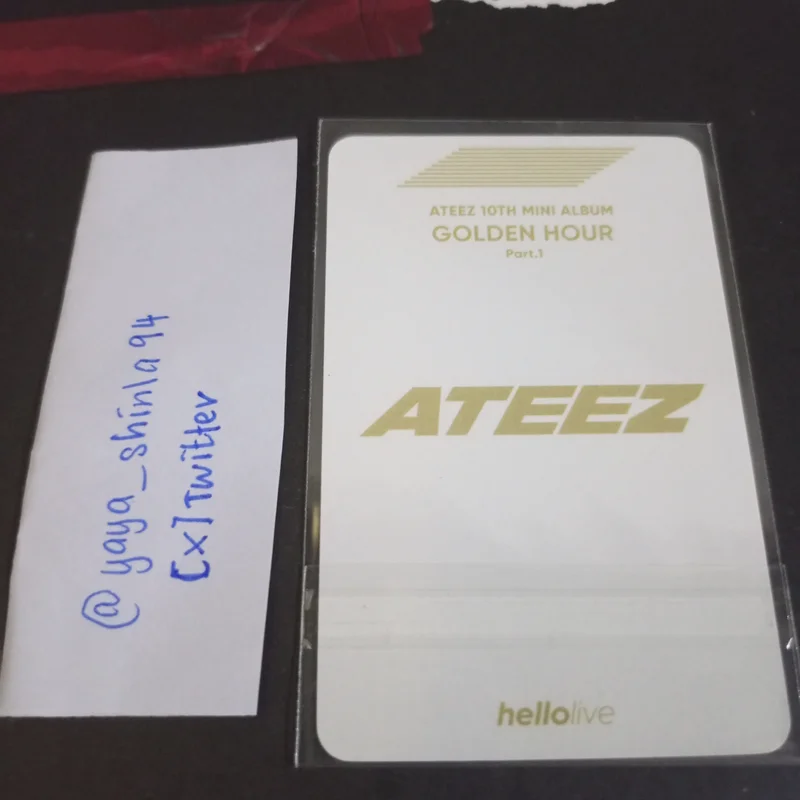 @yaya_shinla94
[x] Twitter
ATEEZ 10TH MINI ALBUM
GOLDEN HOUR
Part.1
ATEEZ
hellolive